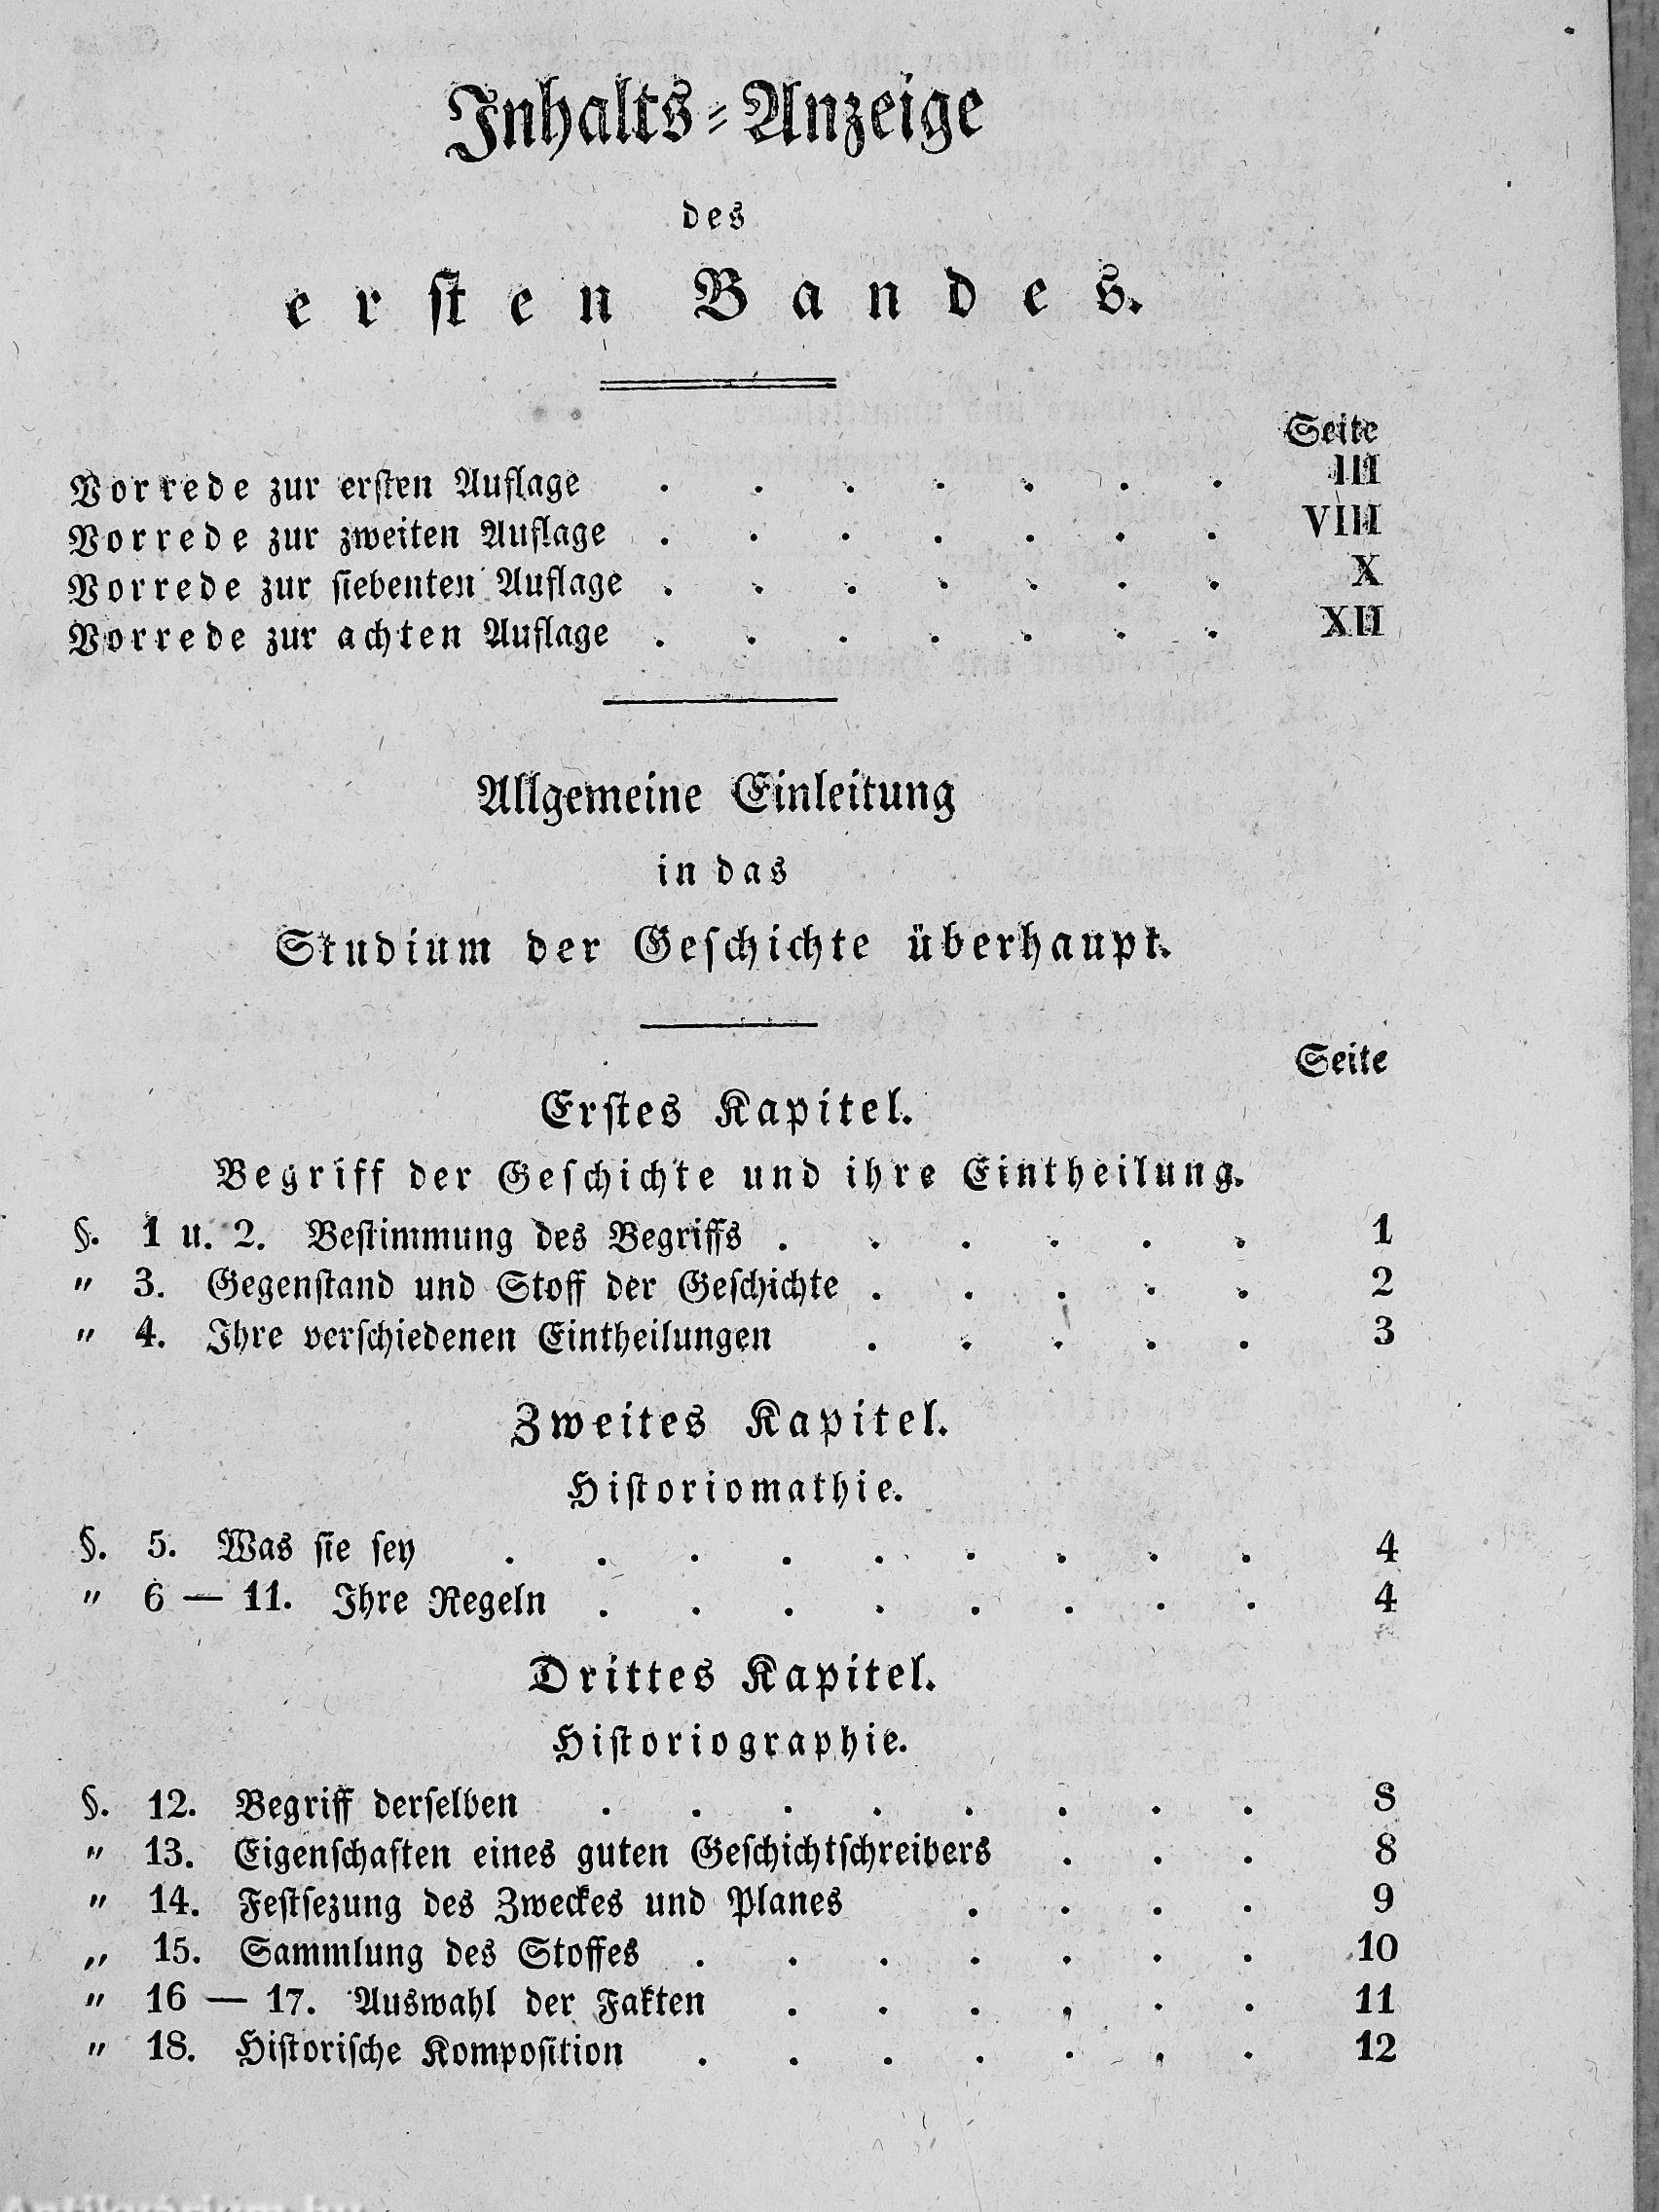 Inhalts-Anzeige
des
ersten Bandes.
Seite
Vorrede zur ersten Auflage . . . . . . . III
Vorrede zur zweiten Auflage . . . . . . . VIII
Vorrede zur siebenten Auflage . . . . . . . X
Vorrede zur achten Auflage . . . . . . . XII
Allgemeine Einleitung
in das
Studium der Geschichte überhaupt.
Seite
Erstes Kapitel.
Begriff der Geschichte und ihre Eintheilung.
§. 1 u. 2. Bestimmung des Begriffs . . . . . . 1
" 3. Gegenstand und Stoff der Geschichte . . . . . 2
" 4. Ihre verschiedenen Eintheilungen . . . . . 3
Zweites Kapitel.
Historiomathie.
§. 5. Was sie sey . . . . . . . . . 4
" 6 — 11. Ihre Regeln . . . . . . . . 4
Drittes Kapitel.
Historiographie.
§. 12. Begriff derselben . . . . . . . . 8
" 13. Eigenschaften eines guten Geschichtschreibers . . . 8
" 14. Festsezung des Zweckes und Planes . . . . 9
„ 15. Sammlung des Stoffes . . . . . . . 10
" 16 — 17. Auswahl der Fakten . . . . . . 11
" 18. Historische Komposition . . . . . . . 12